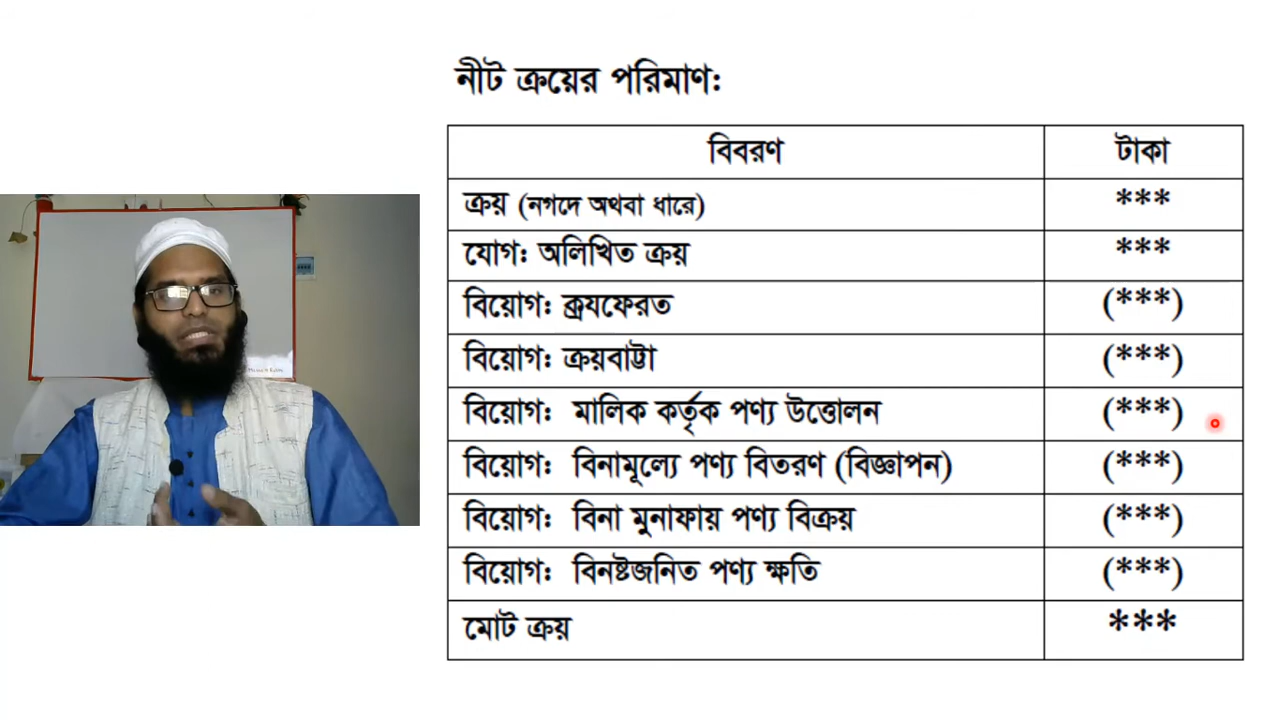 নীট ক্রয়ের পরিমাণ:
বিবরণ টাকা
ক্রয় (নগদে অথবা ধারে) ***
যোগ: অলিখিত ক্রয় ***
বিয়োগ: ক্রযফেরত (***)
বিয়োগ: ক্রয়বাট্টা (***)
বিয়োগ: মালিক কর্তৃক পণ্য উত্তোলন (***)
বিয়োগ: বিনামূল্যে পণ্য বিতরণ (বিজ্ঞাপন) (***)
বিয়োগ: বিনা মুনাফায় পণ্য বিক্রয় (***)
বিয়োগ: বিনষ্টজনিত পণ্য ক্ষতি (***)
মোট ক্রয় ***